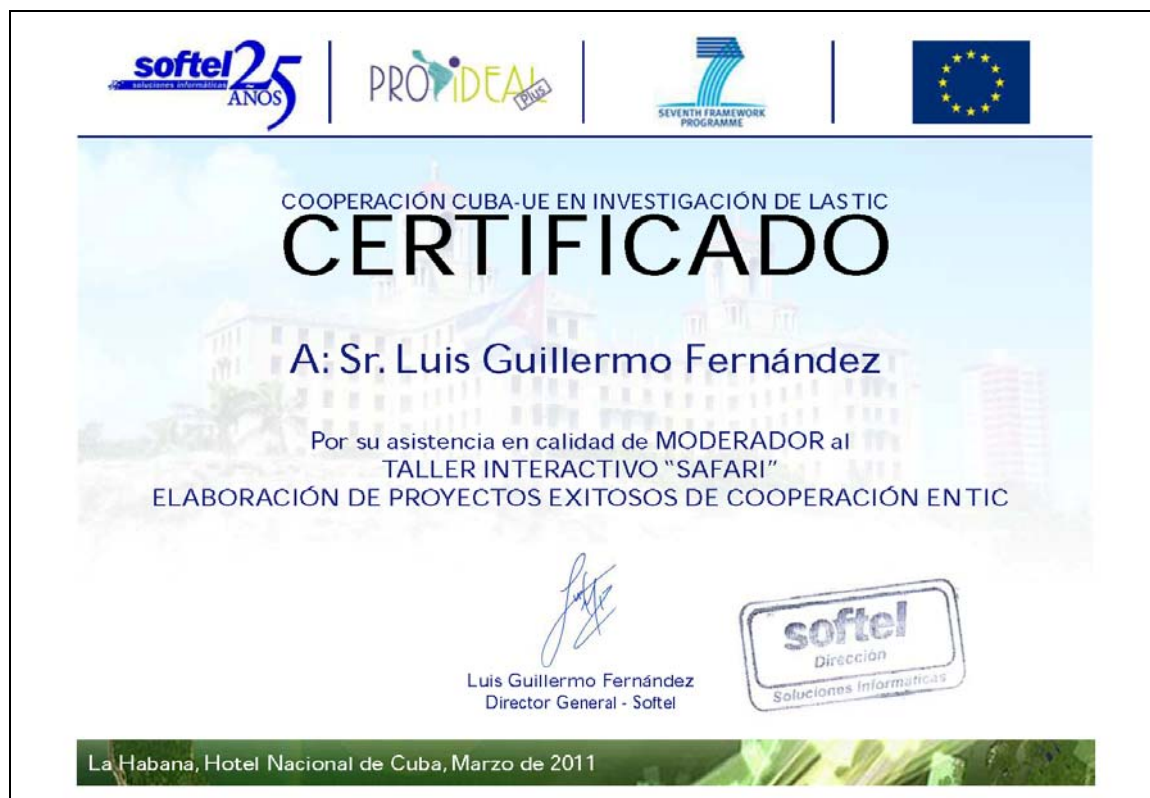 softel 25
soluciones informáticas
AÑOS
PROIDEAL Plus
SEVENTH FRAMEWORK
PROGRAMME
COOPERACIÓN CUBA-UE EN INVESTIGACIÓN DE LAS TIC
CERTIFICADO
A: Sr. Luis Guillermo Fernández
Por su asistencia en calidad de MODERADOR al
TALLER INTERACTIVO “SAFARI”
ELABORACIÓN DE PROYECTOS EXITOSOS DE COOPERACIÓN EN TIC
Luis Guillermo Fernández
Director General - Softel
softel
Dirección
Soluciones Informaticas
La Habana, Hotel Nacional de Cuba, Marzo de 2011